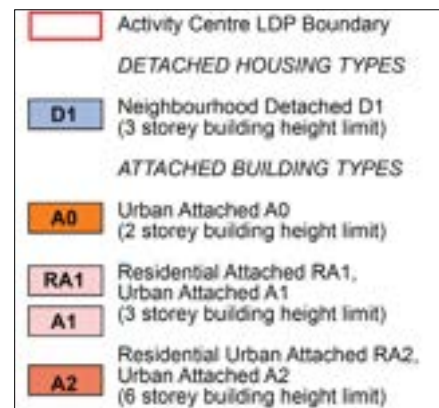 Activity Centre LDP Boundary
DETACHED HOUSING TYPES
D1
Neighbourhood Detached D1
(3 storey building height limit)
ATTACHED BUILDING TYPES
A0
Urban Attached A0
(2 storey building height limit)
RA1
A1
Residential Attached RA1,
Urban Attached A1
(3 storey building height limit)
A2
Residential Urban Attached RA2,
Urban Attached A2
(6 storey building height limit)